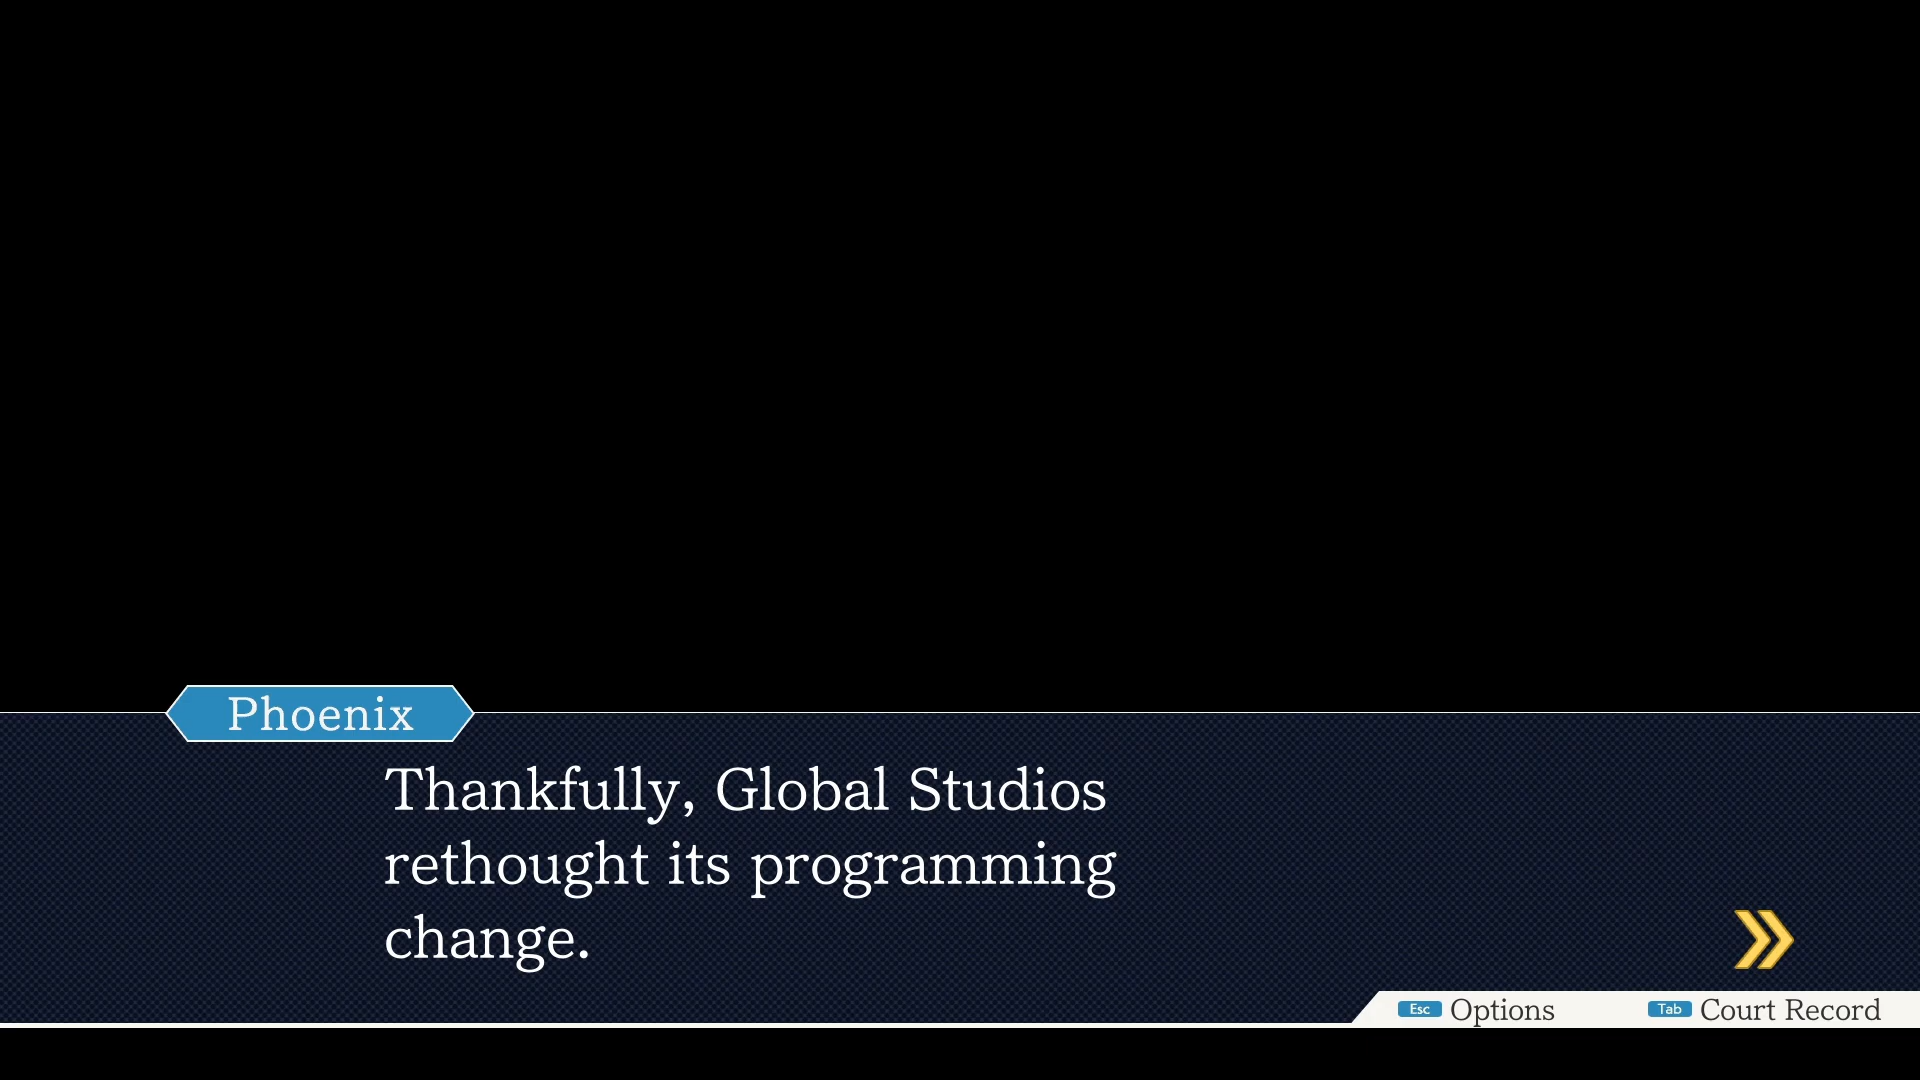 Phoenix
Thankfully, Global Studios
rethought its programming
change.
Esc Options Tab Court Record